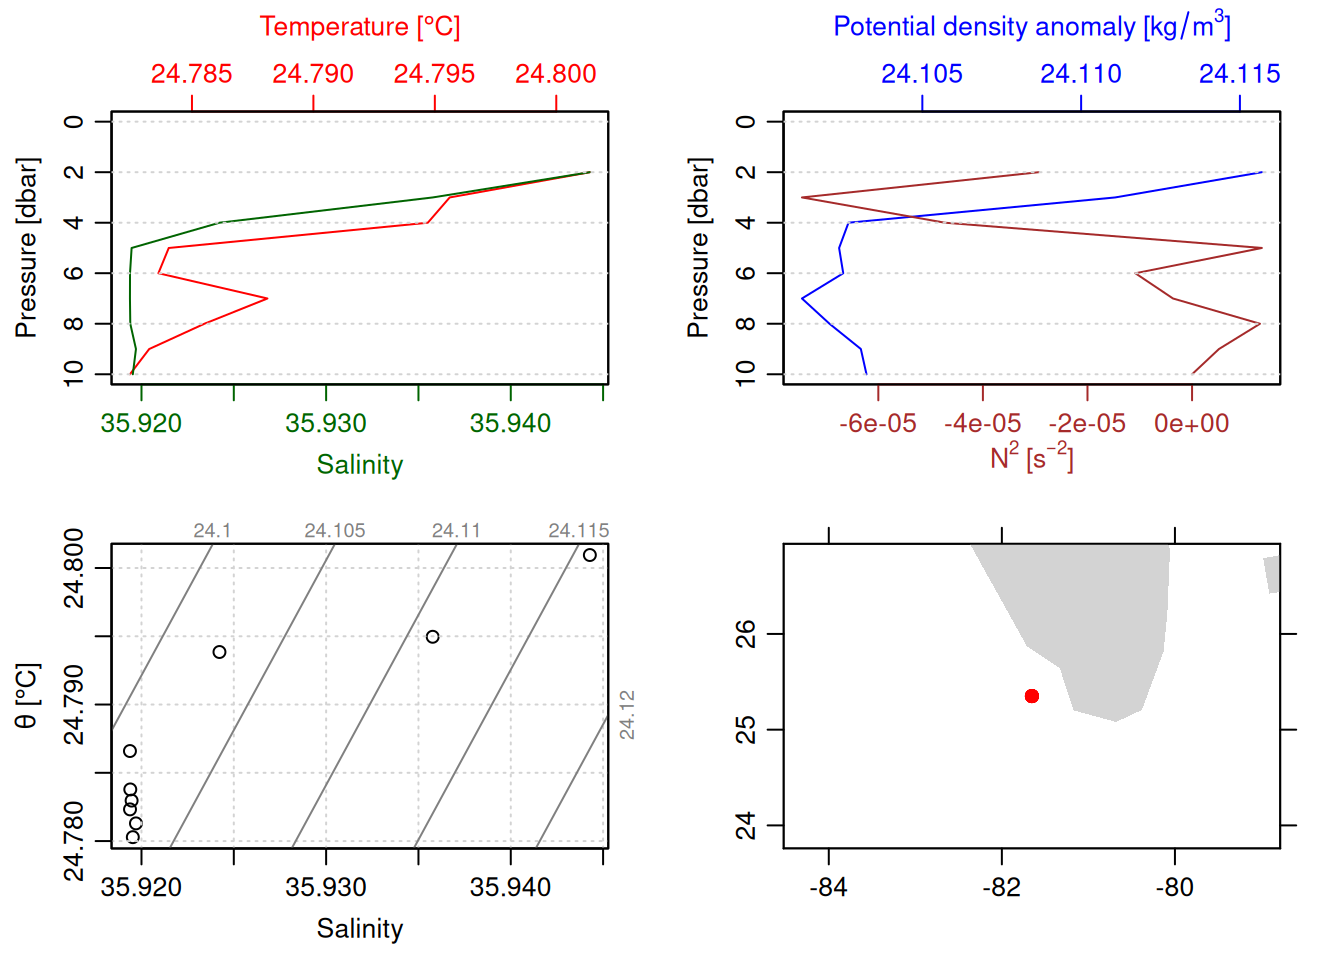 Temperature [°C]
24.785 24.790 24.795 24.800
0
2
4
6
8
10
Pressure [dbar]
35.920 35.930 35.940
Salinity
Potential density anomaly [kg/m³]
24.105 24.110 24.115
0
2
4
6
8
10
Pressure [dbar]
-6e-05 -4e-05 -2e-05 0e+00
N² [s⁻²]
24.1 24.105 24.11 24.115
24.12
24.800
24.790
24.780
θ [°C]
35.920 35.930 35.940
Salinity
26
25
24
-84 -82 -80